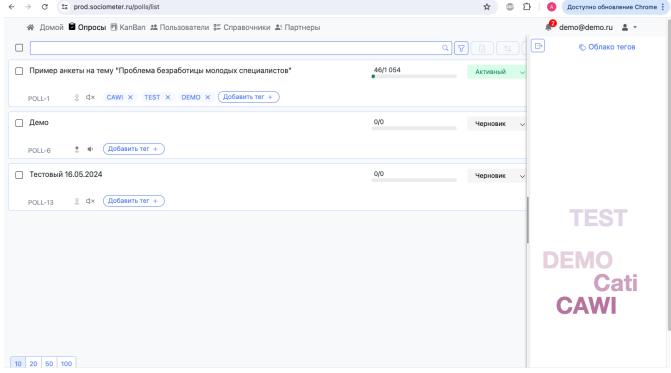 prod.sociometer.ru/polls/list
Доступно обновление Chrome
Домой Опросы KanBan Пользователи Справочники Партнеры
2 demo@demo.ru
Облако тегов
Пример анкеты на тему "Проблема безработицы молодых специалистов" 46/1 054 Активный
POLL-1 CAWI × TEST × DEMO × Добавить тег +
Демо 0/0 Черновик
POLL-6 Добавить тег +
Тестовый 16.05.2024 0/0 Черновик
POLL-13 Добавить тег +
TEST
DEMO
Cati
CAWI
10 20 50 100